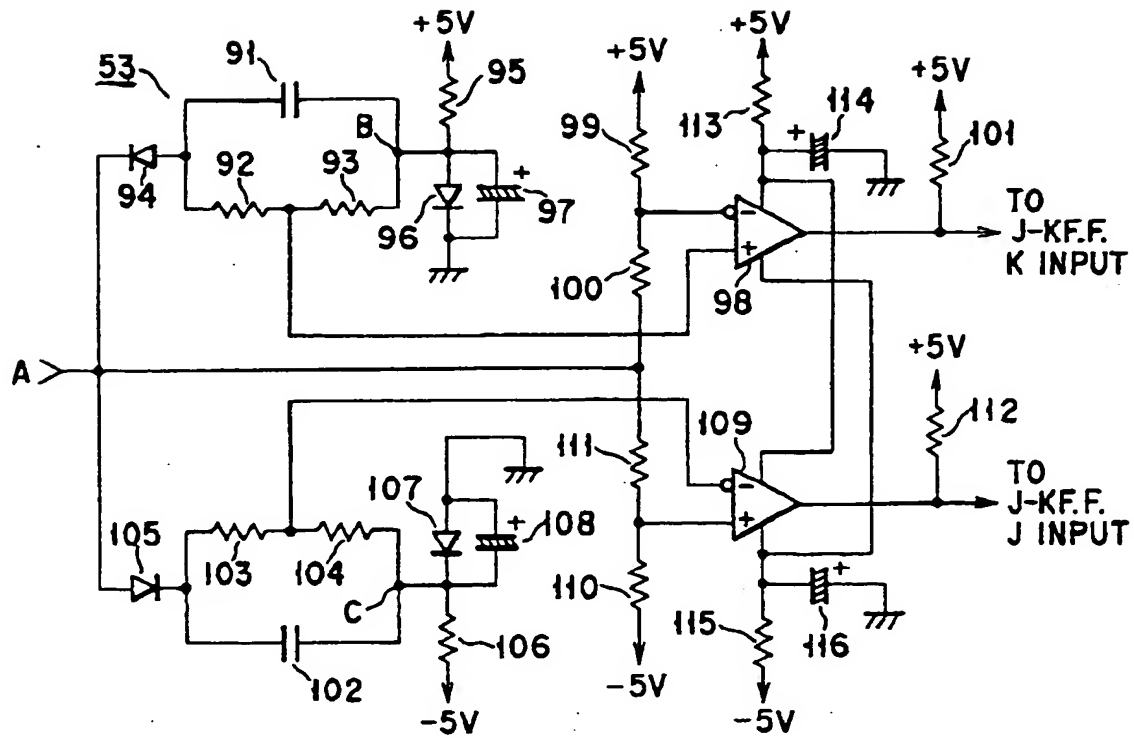 +5V
+5V
+5V
+5V
53
91
95
113
114
101
B
99
94
92
93
96
97
TO
J-KF.F.
K INPUT
-
+
98
100
A
+5V
112
109
111
107
108
-
+
TO
J-KF.F.
J INPUT
105
103
104
C
110
106
115
116
102
-5V
-5V
-5V
+
+
+
+